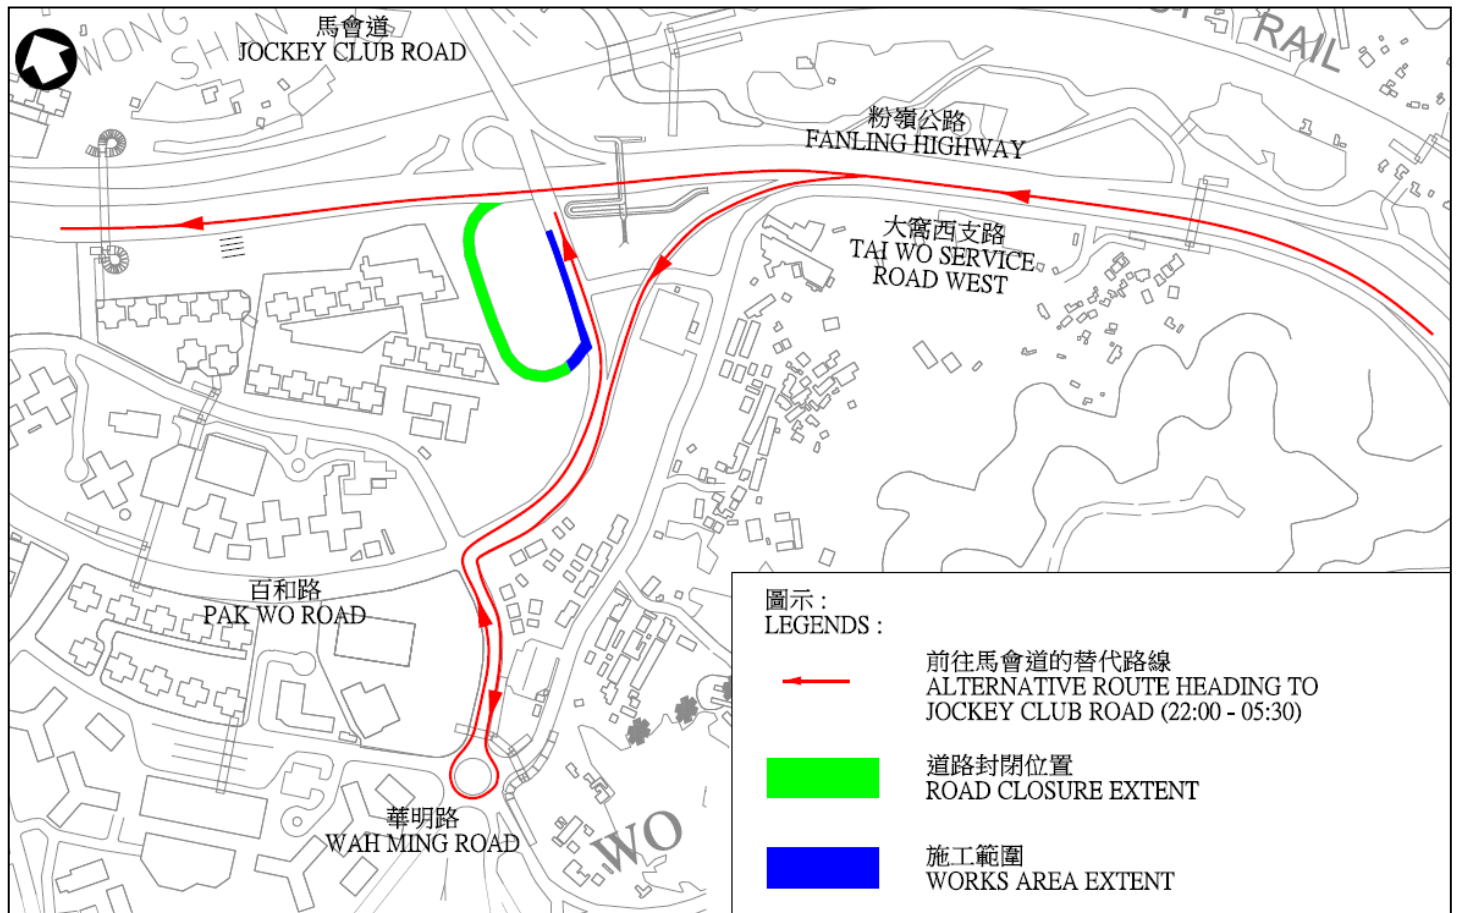 馬會道
JOCKEY CLUB ROAD
WONG
SHAN
RAIL
粉嶺公路
FANLING HIGHWAY
大窩西支路
TAI WO SERVICE
ROAD WEST
百和路
PAK WO ROAD
華明路
WAH MING ROAD
WO
圖示 :
LEGENDS :
前往馬會道的替代路線
ALTERNATIVE ROUTE HEADING TO
JOCKEY CLUB ROAD (22:00 - 05:30)
道路封閉位置
ROAD CLOSURE EXTENT
施工範圍
WORKS AREA EXTENT